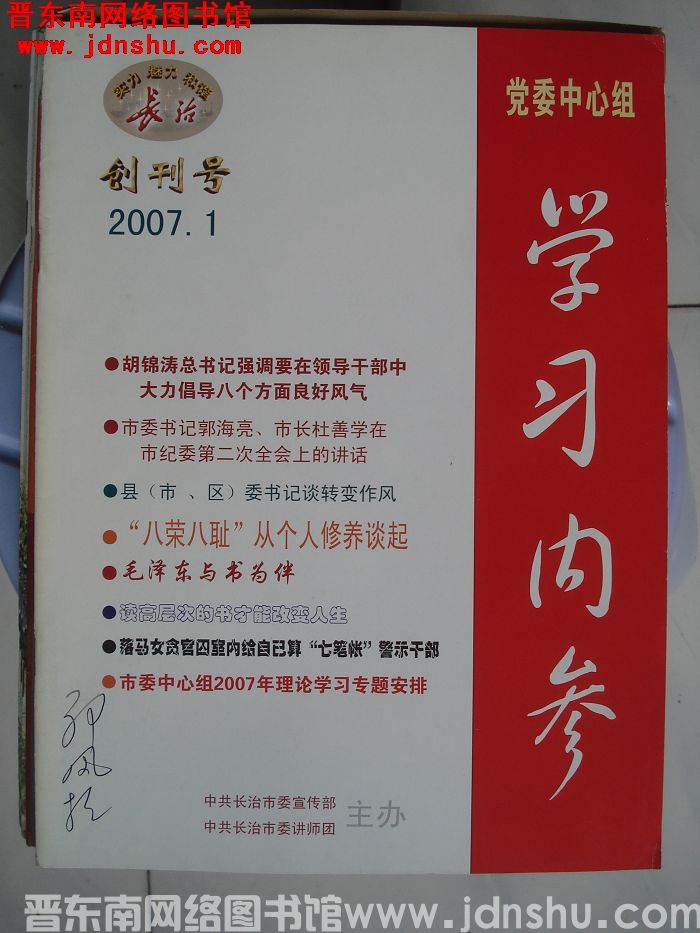 晋东南网络图书馆
www.jdnshu.com
实力 魅力 和谐
长治
创刊号
2007.1
党委中心组
学习内参
●胡锦涛总书记强调要在领导干部中
大力倡导八个方面良好风气
●市委书记郭海亮、市长杜善学在
市纪委第二次全会上的讲话
●县（市、区）委书记谈转变作风
●“八荣八耻”从个人修养谈起
●毛泽东与书为伴
●读高层次的书才能改变人生
●落马女贪官囚室内给自已算“七笔帐”警示干部
●市委中心组2007年理论学习专题安排
中共长治市委宣传部
中共长治市委讲师团
主办
晋东南网络图书馆www.jdnshu.com